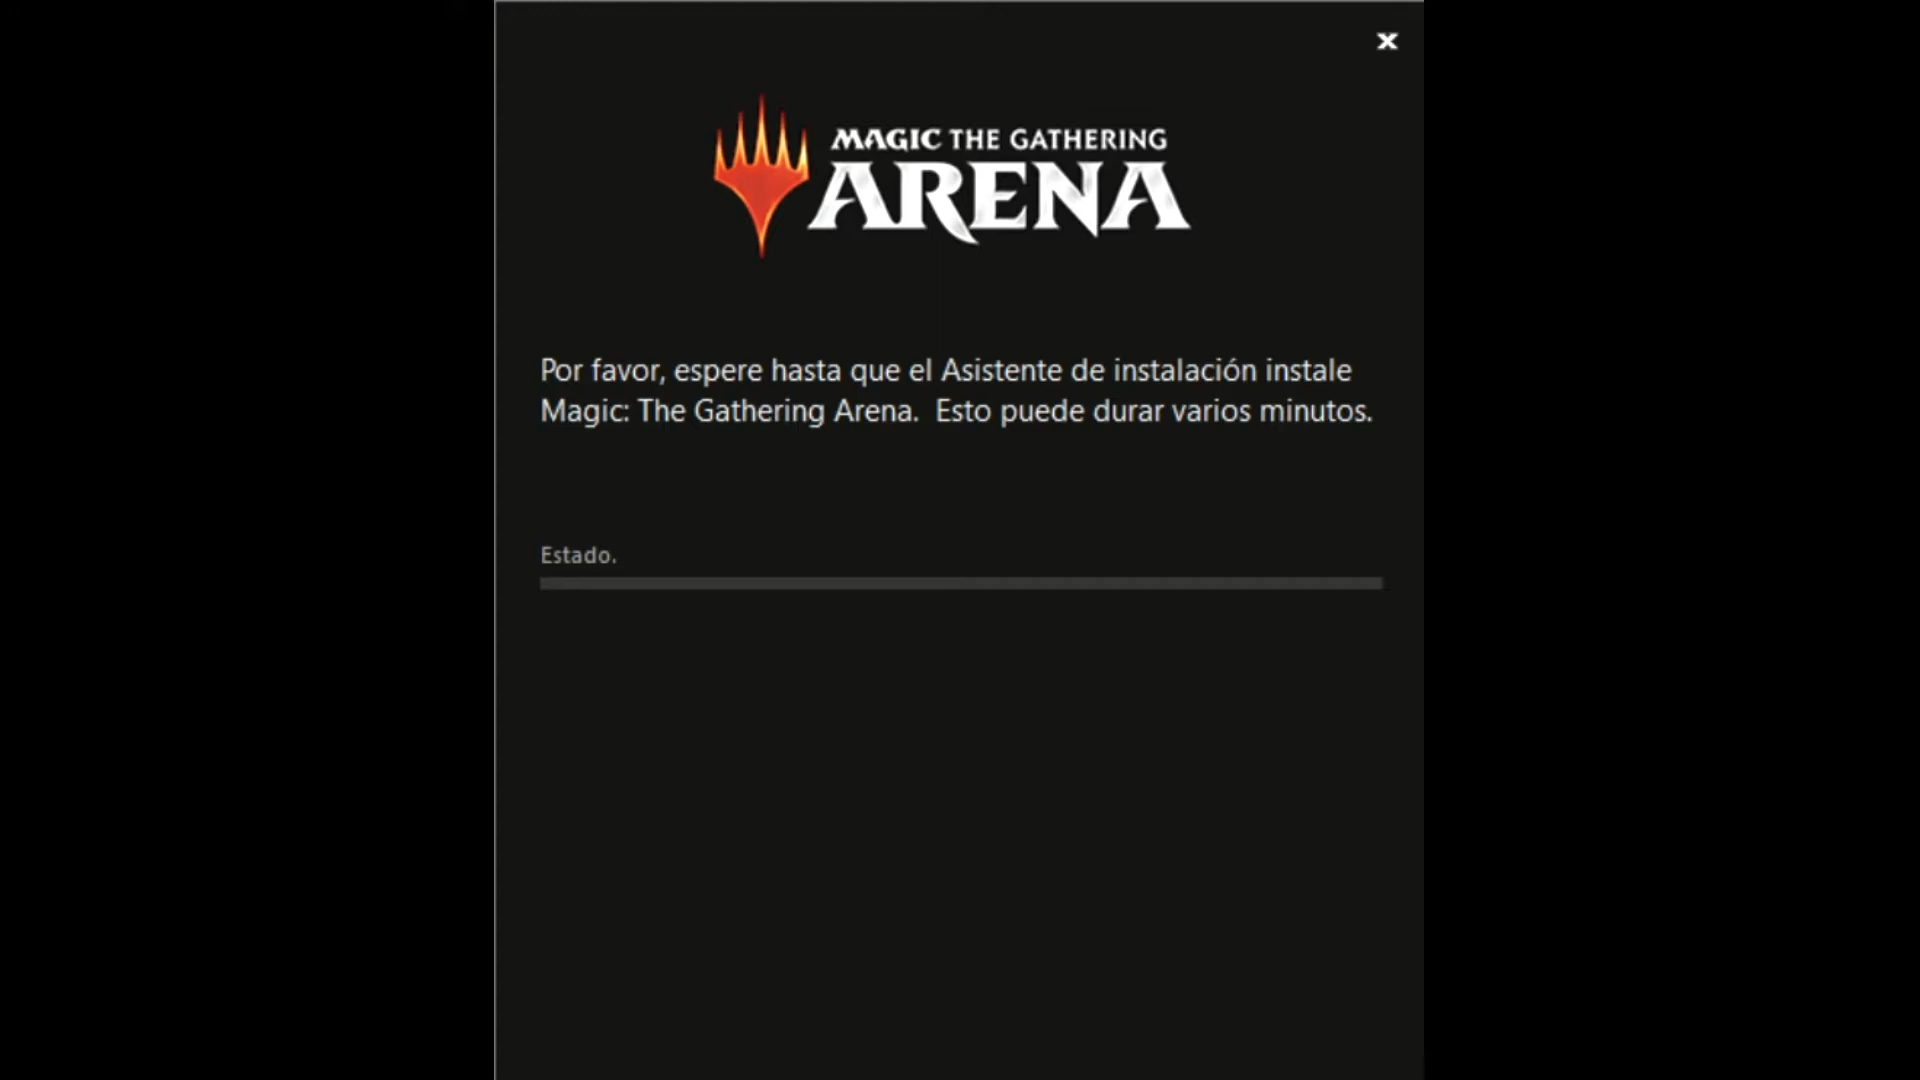 MAGIC THE GATHERING
ARENA
Por favor, espere hasta que el Asistente de instalación instale
Magic: The Gathering Arena.  Esto puede durar varios minutos.
Estado.